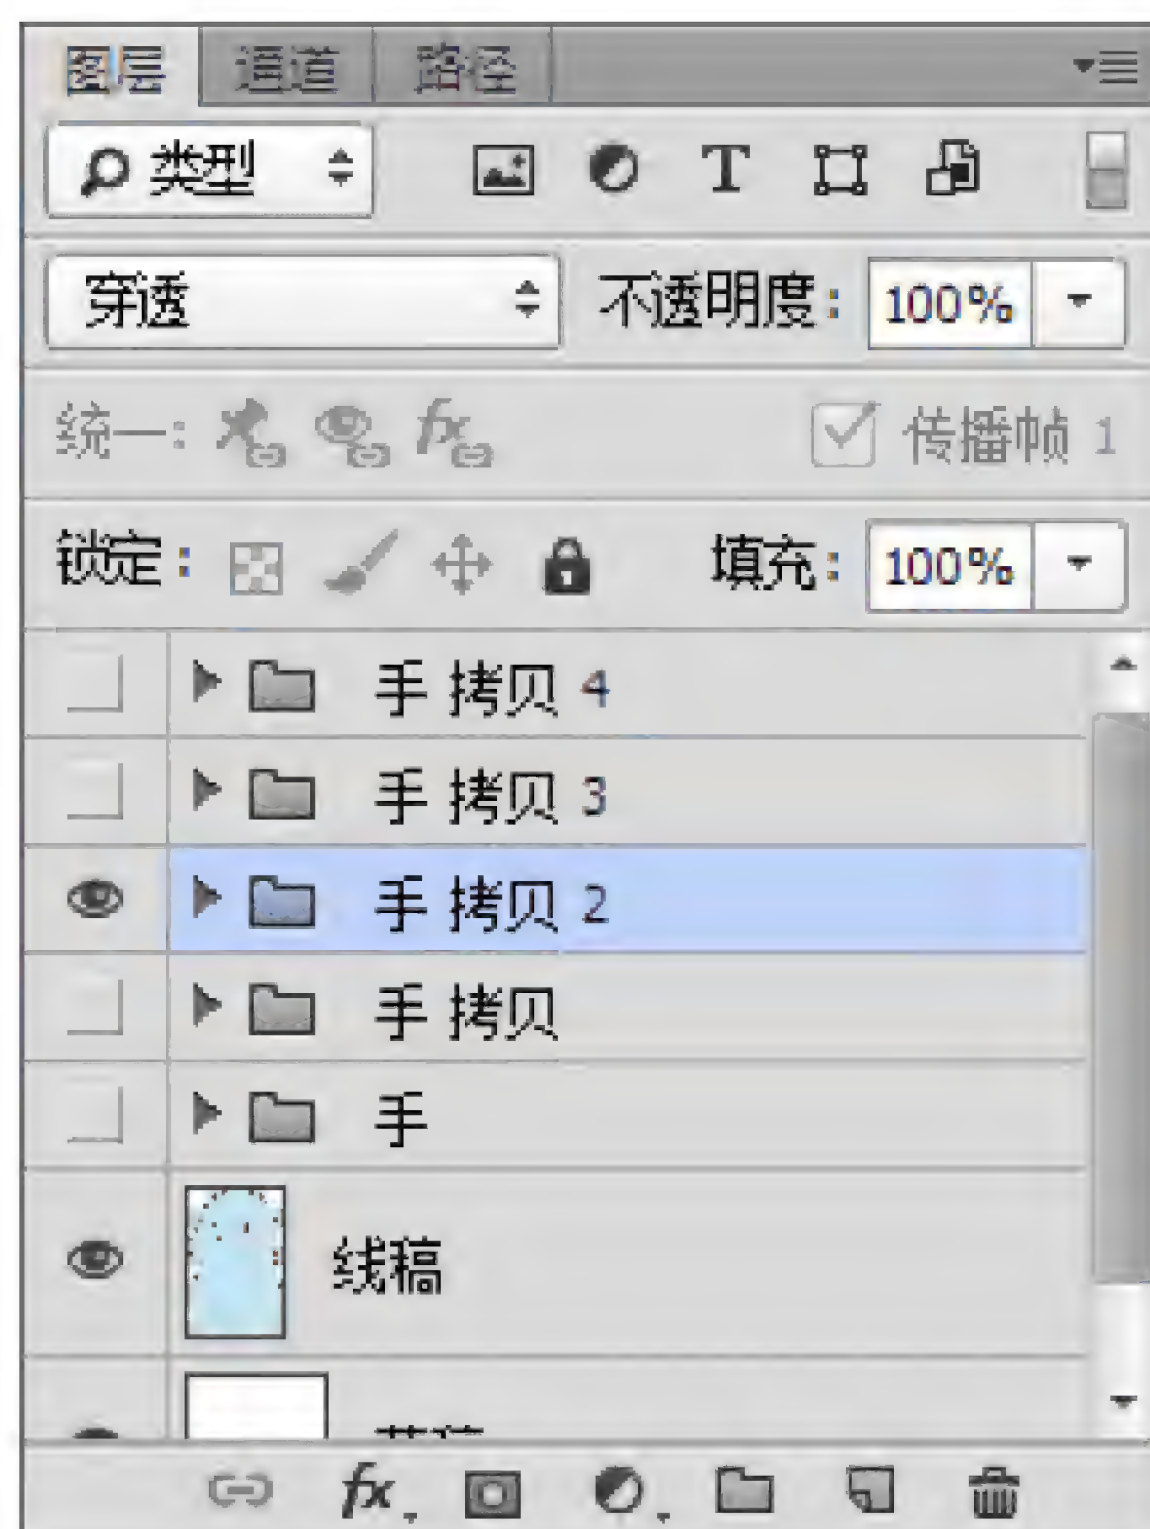 图层 通道 路径
类型 T
穿透 不透明度: 100%
统一: fx 传播帧 1
锁定: 填充: 100%
手 拷贝 4
手 拷贝 3
手 拷贝 2
手 拷贝
手
线稿
fx.